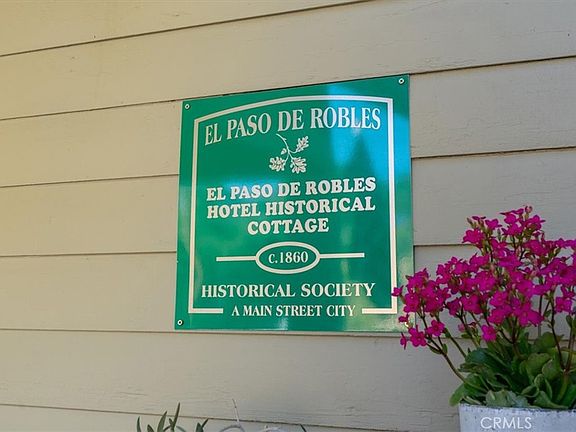 EL PASO DE ROBLES
EL PASO DE ROBLES
HOTEL HISTORICAL
COTTAGE
c.1860
HISTORICAL SOCIETY
A MAIN STREET CITY
CRMLS